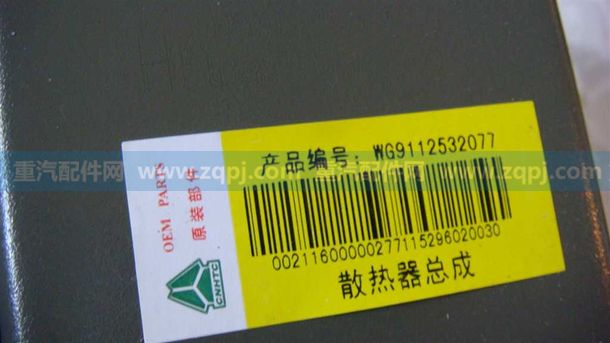 产品编号: WG9112532077
00211600000277115296020030
散热器总成
OEM PARTS
原装部件
CNHTC
重汽配件网 www.zqpj.com 重汽配件网 www.zqpj.com